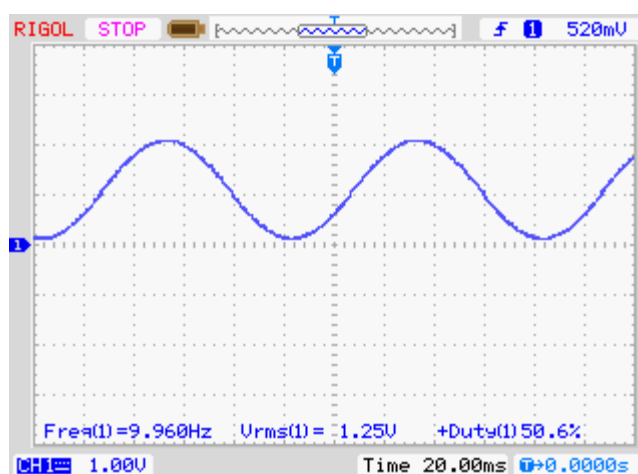 RIGOL STOP T f 1 520mV
T
1
Freq(1)=9.960Hz Vrms(1)= 1.25V +Duty(1)50.6%
CH1 1.00V Time 20.00ms T→0.0000s